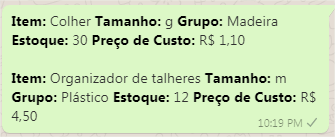 Item: Colher Tamanho: g Grupo: Madeira
Estoque: 30 Preço de Custo: R$ 1,10
Item: Organizador de talheres Tamanho: m
Grupo: Plástico Estoque: 12 Preço de Custo: R$
4,50
10:19 PM